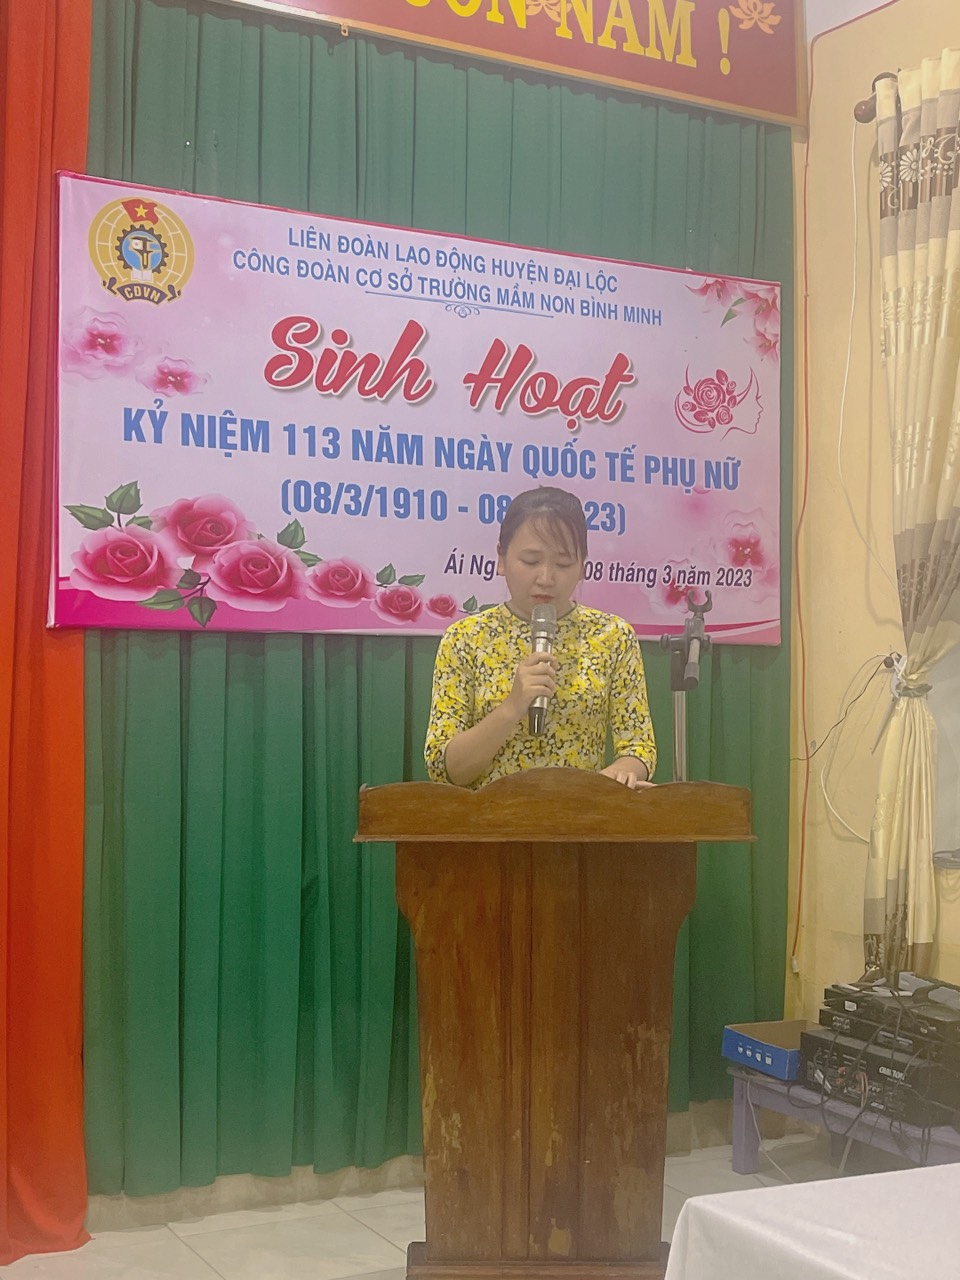 NĂM !
CĐVN
LIÊN ĐOÀN LAO ĐỘNG HUYỆN ĐẠI LỘC
CÔNG ĐOÀN CƠ SỞ TRƯỜNG MẦM NON BÌNH MINH
Sinh Hoạt
KỶ NIỆM 113 NĂM NGÀY QUỐC TẾ PHỤ NỮ
(08/3/1910 - 08 23)
Ái 08 tháng 3 năm 2023